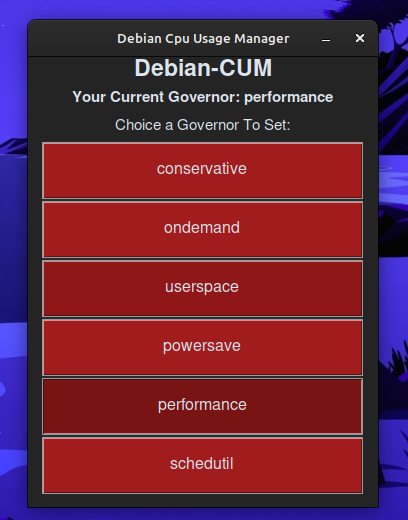 Debian Cpu Usage Manager
Debian-CUM
Your Current Governor: performance
Choice a Governor To Set:
conservative
ondemand
userspace
powersave
performance
schedutil